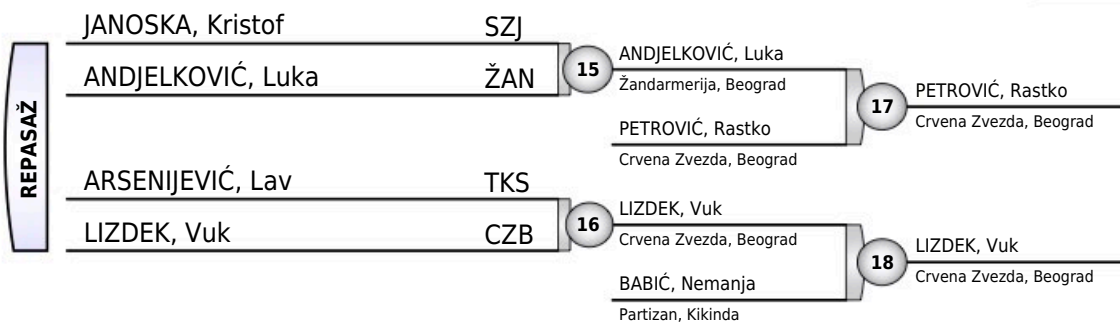 REPASAŽ
JANOSKA, Kristof SZJ
ANDJELKOVIĆ, Luka ŽAN
15
ANDJELKOVIĆ, Luka
Žandarmerija, Beograd
PETROVIĆ, Rastko
Crvena Zvezda, Beograd
17
PETROVIĆ, Rastko
Crvena Zvezda, Beograd
ARSENIJEVIĆ, Lav TKS
LIZDEK, Vuk CZB
16
LIZDEK, Vuk
Crvena Zvezda, Beograd
BABIĆ, Nemanja
Partizan, Kikinda
18
LIZDEK, Vuk
Crvena Zvezda, Beograd